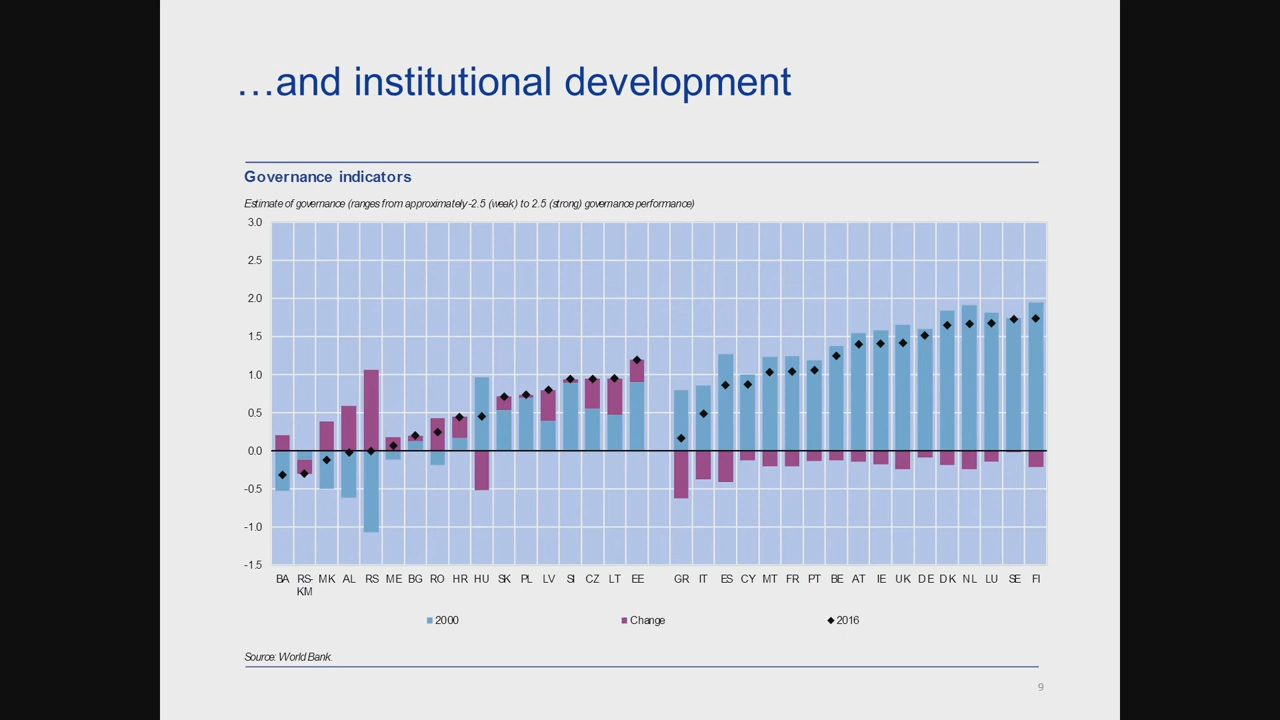 …and institutional development
Governance indicators
Estimate of governance (ranges from approximately -2.5 (weak) to 2.5 (strong) governance performance)
3.0
2.5
2.0
1.5
1.0
0.5
0.0
-0.5
-1.0
-1.5
BA RS-KM MK AL RS ME BG RO HR HU SK PL LV SI CZ LT EE GR IT ES CY MT FR PT BE AT IE UK DE DK NL LU SE FI
2000 Change 2016
Source: World Bank.
9